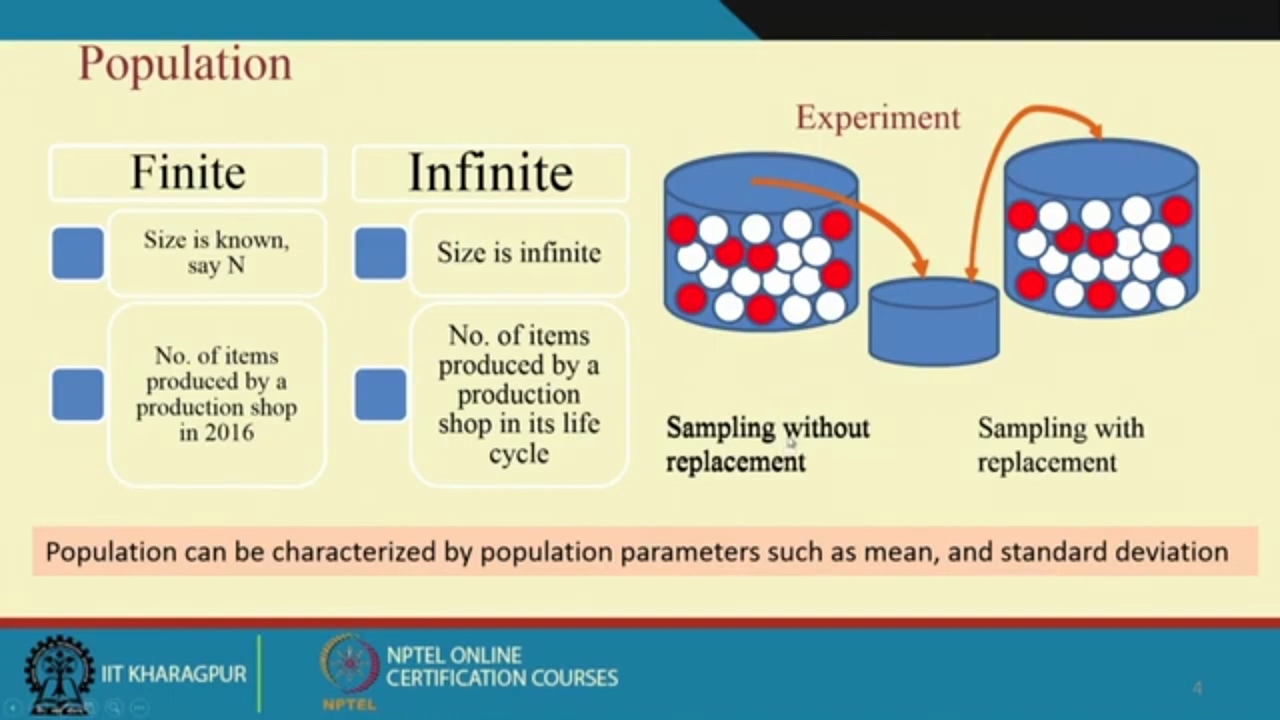 Population
Finite
Size is known,
say N
No. of items
produced by a
production shop
in 2016
Infinite
Size is infinite
No. of items
produced by a
production
shop in its life
cycle
Experiment
Sampling without
replacement
Sampling with
replacement
Population can be characterized by population parameters such as mean, and standard deviation
IIT KHARAGPUR
NPTEL
NPTEL ONLINE
CERTIFICATION COURSES
4